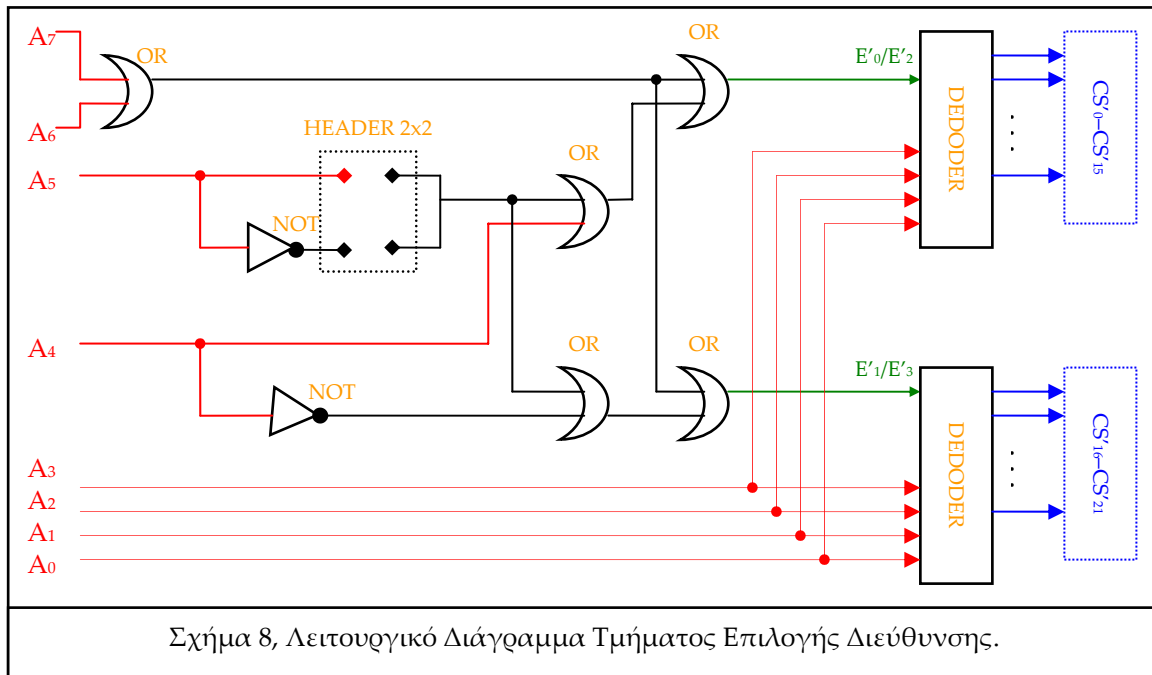 A7
OR
OR
A6
E'0/E'2
HEADER 2x2
DEDODER
CS'0–CS'15
A5
OR
NOT
A4
OR
OR
E'1/E'3
NOT
DEDODER
CS'16–CS'21
A3
A2
A1
A0
Σχήμα 8, Λειτουργικό Διάγραμμα Τμήματος Επιλογής Διεύθυνσης.